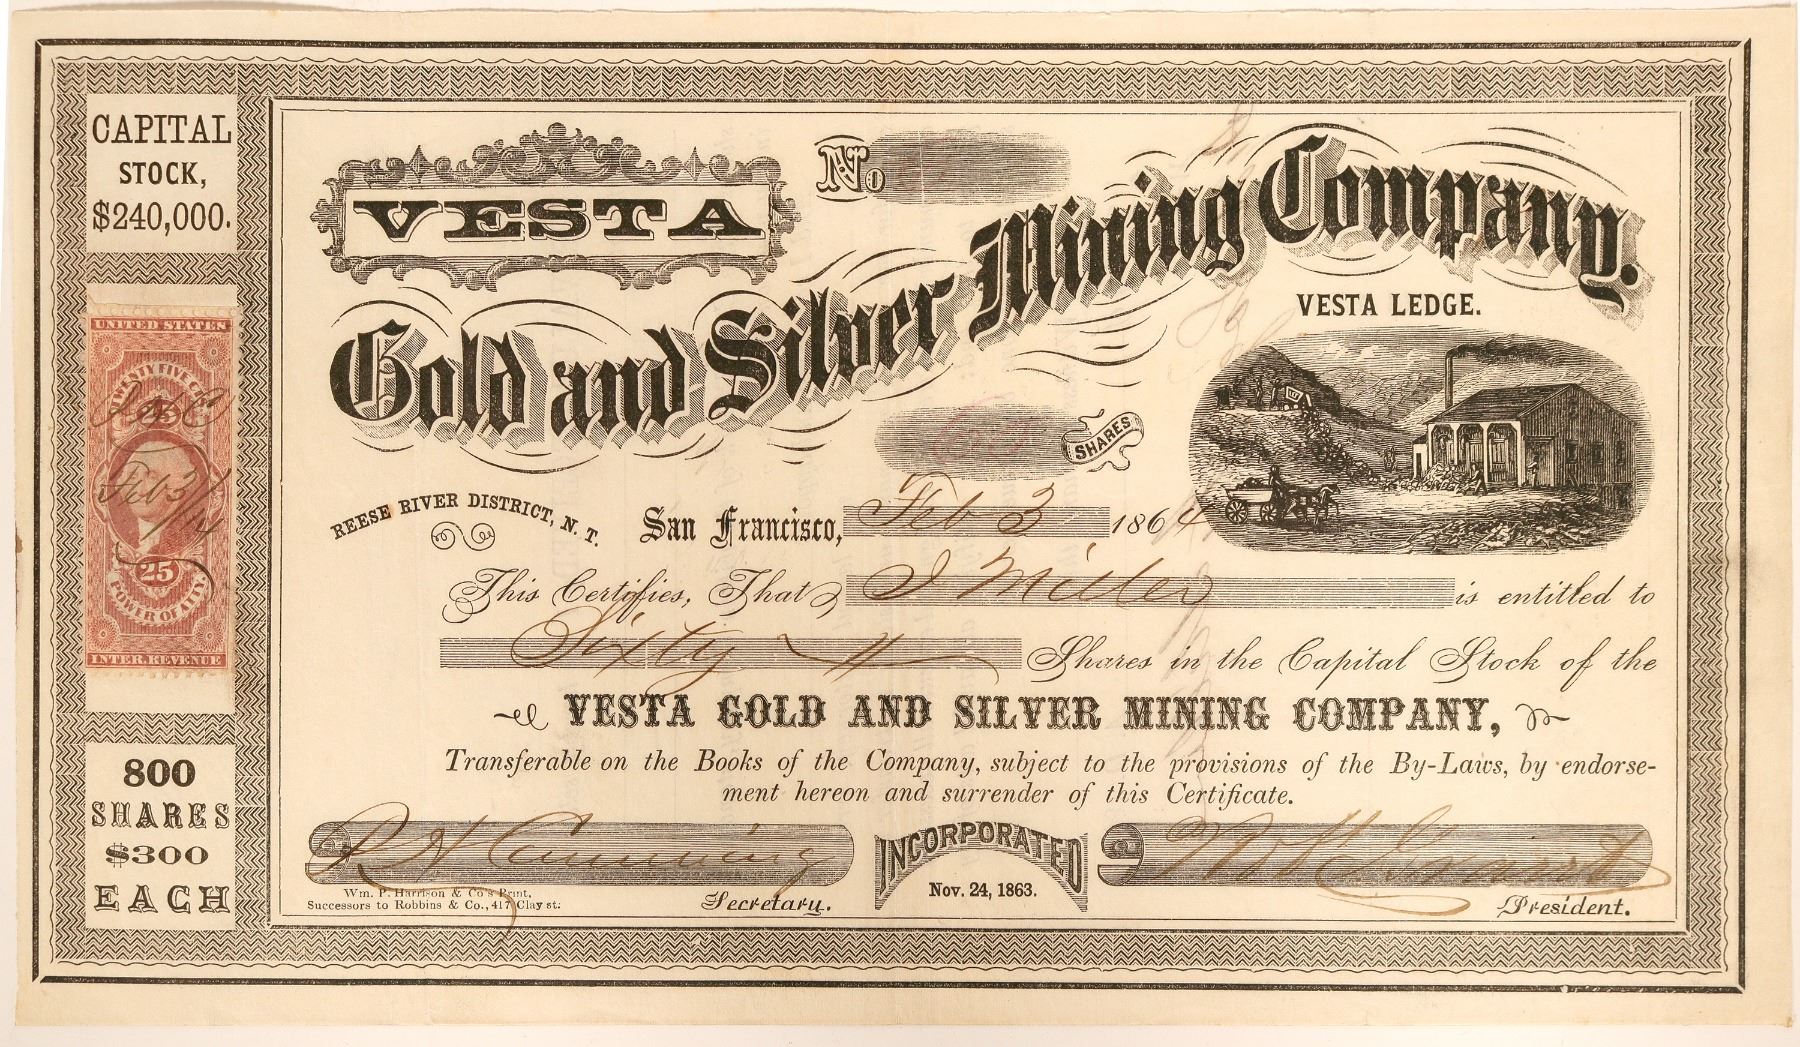 CAPITAL
STOCK,
$240,000.
UNITED STATES
TWENTY FIVE
25
Feb 3/64
25
POWER OF ATTY.
INTER. REVENUE
800
SHARES
$300
EACH
VESTA
No
Gold and Silver Mining Company.
VESTA LEDGE.
SHARES
REESE RIVER DISTRICT, N. T.
San Francisco, Feb 3 1864
This Certifies, That J Miller is entitled to
Sixty Shares in the Capital Stock of the
VESTA GOLD AND SILVER MINING COMPANY,
Transferable on the Books of the Company, subject to the provisions of the By-Laws, by endorse-
ment hereon and surrender of this Certificate.
R. H. Cumming
Secretary.
INCORPORATED
Nov. 24, 1863.
President.
Wm. P. Harrison & Co's Print,
Successors to Robbins & Co., 417 Clay st.